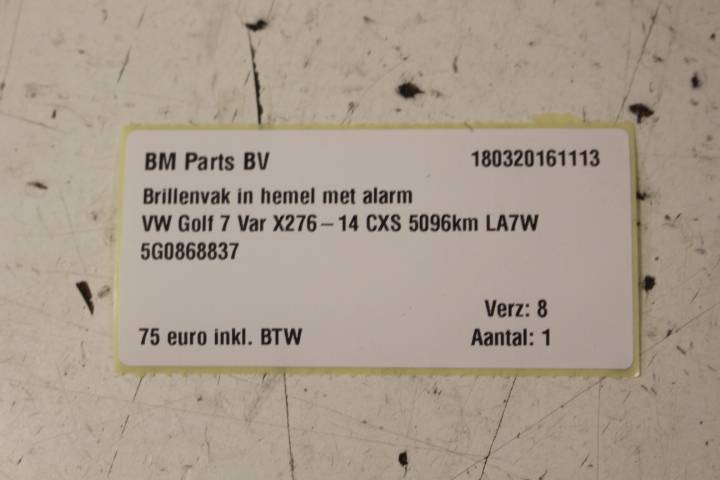 BM Parts BV 180320161113
Brillenvak in hemel met alarm
VW Golf 7 Var X276-14 CXS 5096km LA7W
5G0868837
Verz: 8
75 euro inkl. BTW Aantal: 1